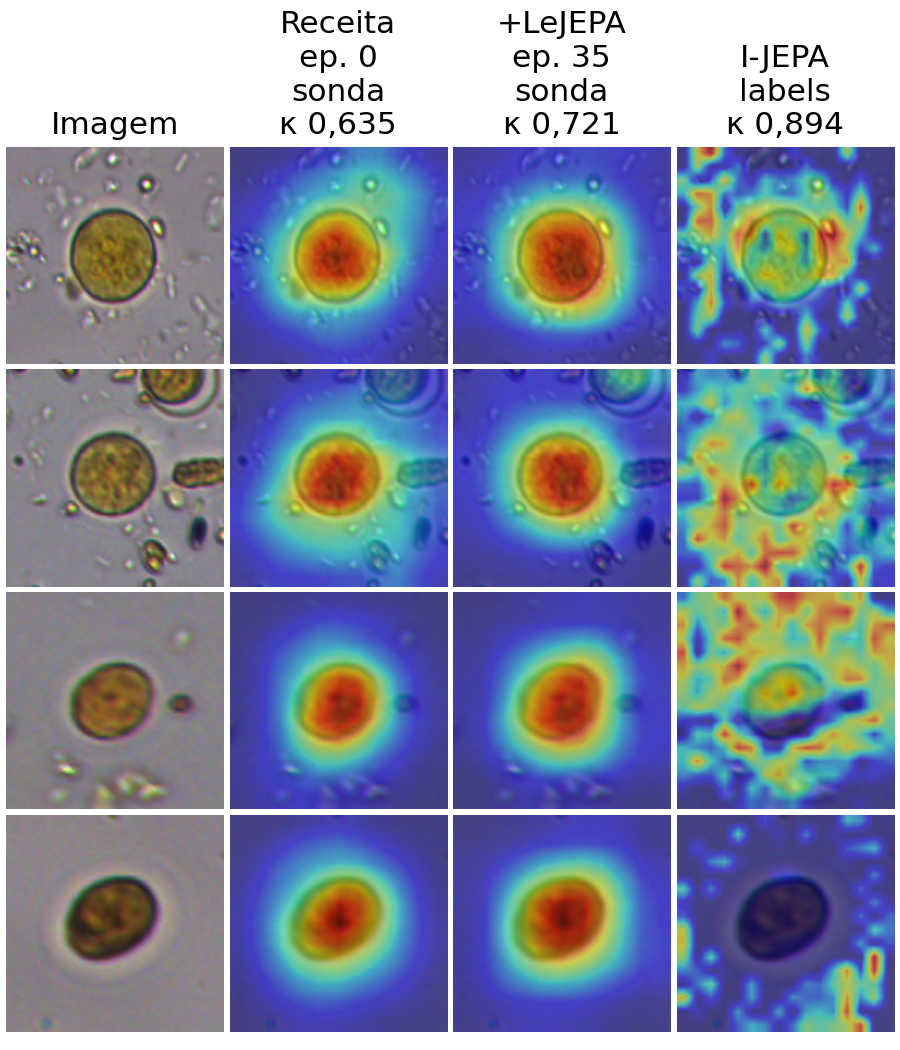 Imagem
Receita
ep. 0
sonda
κ 0,635
+LeJEPA
ep. 35
sonda
κ 0,721
I-JEPA
labels
κ 0,894